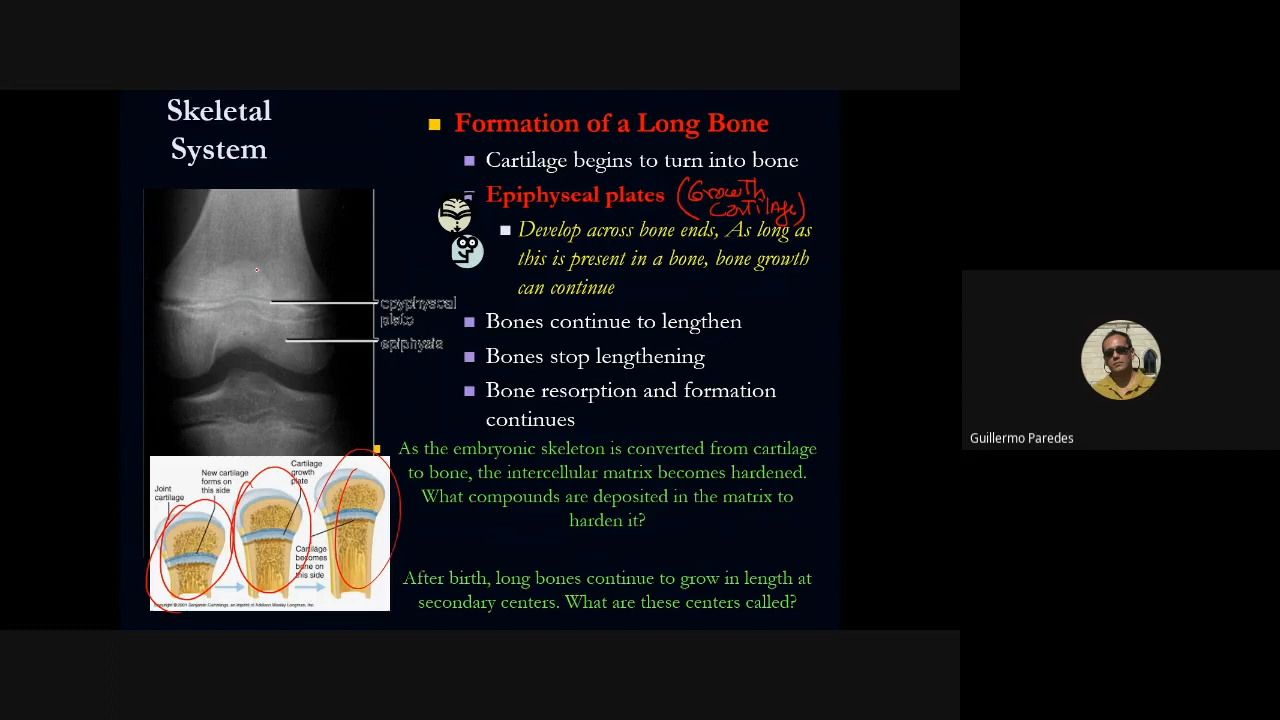 Skeletal
System
Formation of a Long Bone
Cartilage begins to turn into bone
Epiphyseal plates (Growth
Cartilage)
Develop across bone ends, As long as
this is present in a bone, bone growth
can continue
epyphyseal
plate
epiphysis
Bones continue to lengthen
Bones stop lengthening
Bone resorption and formation
continues
As the embryonic skeleton is converted from cartilage
to bone, the intercellular matrix becomes hardened.
What compounds are deposited in the matrix to
harden it?
After birth, long bones continue to grow in length at
secondary centers. What are these centers called?
Joint
cartilage
New cartilage
forms on
this side
Cartilage
growth
plate
Cartilage
becomes
bone on
this side
Copyright © 2001 Benjamin Cummings, an imprint of Addison Wesley Longman, Inc.
Guillermo Paredes